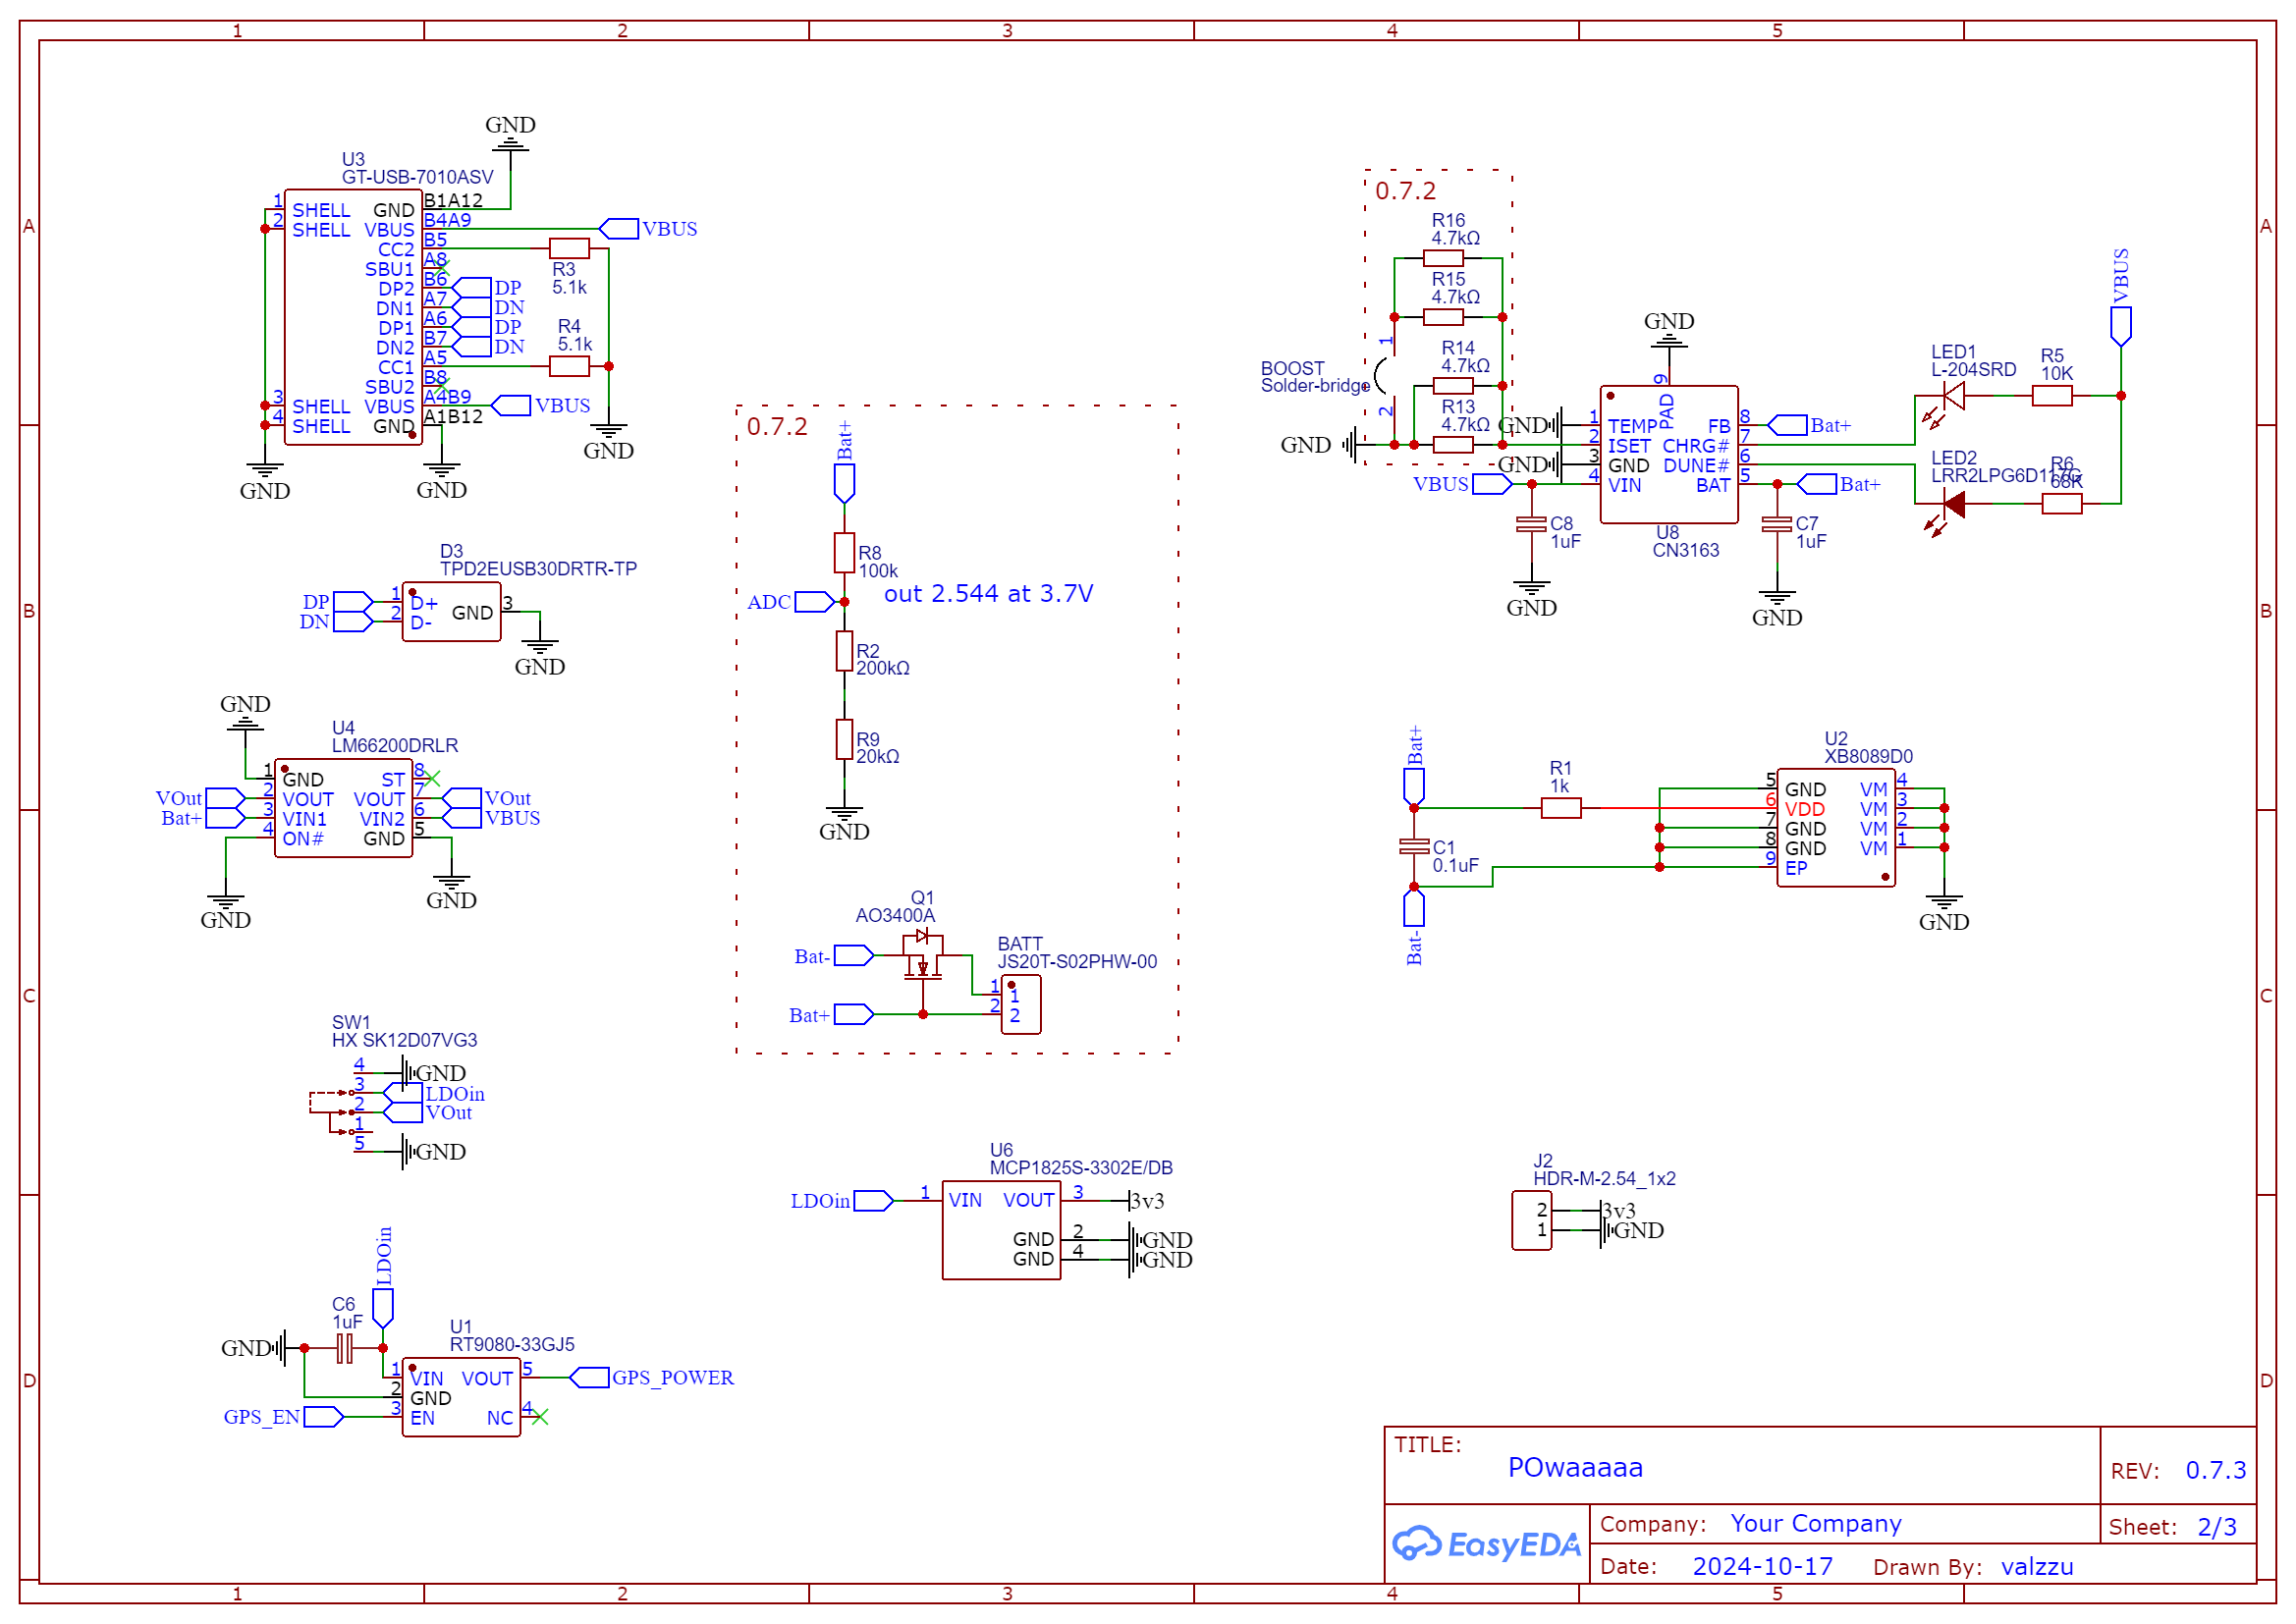 1 2 3 4 5
A A
B B
C C
D D
GND
U3
GT-USB-7010ASV
1 SHELL GND B1A12
2 SHELL VBUS B4A9 VBUS
CC2 B5
SBU1 A8
R3
5.1k
DP2 B6 DP
DN1 A7 DN
DP1 A6 DP
DN2 B7 DN
R4
5.1k
CC1 A5
SBU2 B8
3 SHELL VBUS A4B9 VBUS
4 SHELL GND A1B12
GND
GND
GND
D3
TPD2EUSB30DRTR-TP
DP 1 D+ GND 3
DN 2 D-
GND
GND
U4
LM66200DRLR
1 GND ST 8
VOut 2 VOUT VOUT 7 VOut
Bat+ 3 VIN1 VIN2 6 VBUS
4 ON# GND 5
GND
GND
SW1
HX SK12D07VG3
4 GND
3 LDOin
2 VOut
1
5 GND
LDOin
C6
1uF
GND
U1
RT9080-33GJ5
1 VIN VOUT 5 GPS_POWER
2 GND
GPS_EN 3 EN NC 4
0.7.2
Bat+
R8
100k
ADC
out 2.544 at 3.7V
R2
200kΩ
R9
20kΩ
GND
Q1
AO3400A
BATT
JS20T-S02PHW-00
Bat-
1 1
Bat+ 2 2
U6
MCP1825S-3302E/DB
LDOin 1 VIN VOUT 3 3v3
GND 2 GND
GND 4 GND
0.7.2
R16
4.7kΩ
R15
4.7kΩ
R14
4.7kΩ
R13
4.7kΩ
BOOST
Solder-bridge
1
2
GND
GND
9
PAD
GND 1 TEMP FB 8 Bat+
2 ISET CHRG# 7
GND 3 GND DUNE# 6
VBUS 4 VIN BAT 5 Bat+
U8
CN3163
C8
1uF
GND
C7
1uF
GND
LED1
L-204SRD
R5
10K
VBUS
LED2
LRR2LPG6D117G
R6
68K
Bat+
R1
1k
C1
0.1uF
Bat-
U2
XB8089D0
5 GND VM 4
6 VDD VM 3
7 GND VM 2
8 GND VM 1
9 EP
GND
J2
HDR-M-2.54_1x2
2 3v3
1 GND
TITLE:
POwaaaaa
REV: 0.7.3
EasyEDA
Company: Your Company
Sheet: 2/3
Date: 2024-10-17 Drawn By: valzzu
1 2 3 4 5